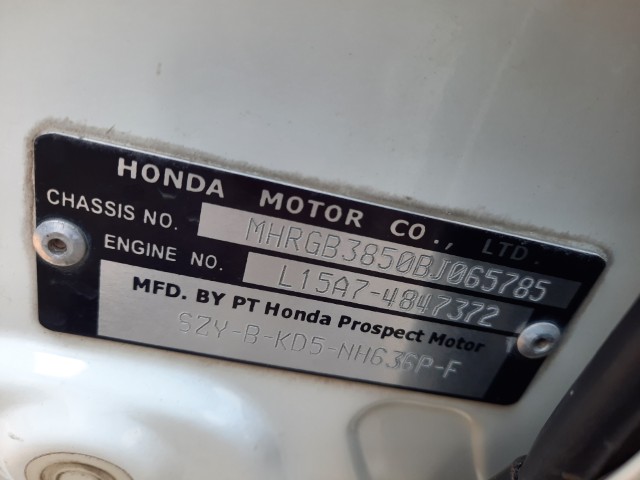 HONDA MOTOR CO., LTD.
CHASSIS NO. MHRGB3850BJ065785
ENGINE NO. L15A7-4847372
MFD. BY PT Honda Prospect Motor
SZY-B-KD5-NH636P-F